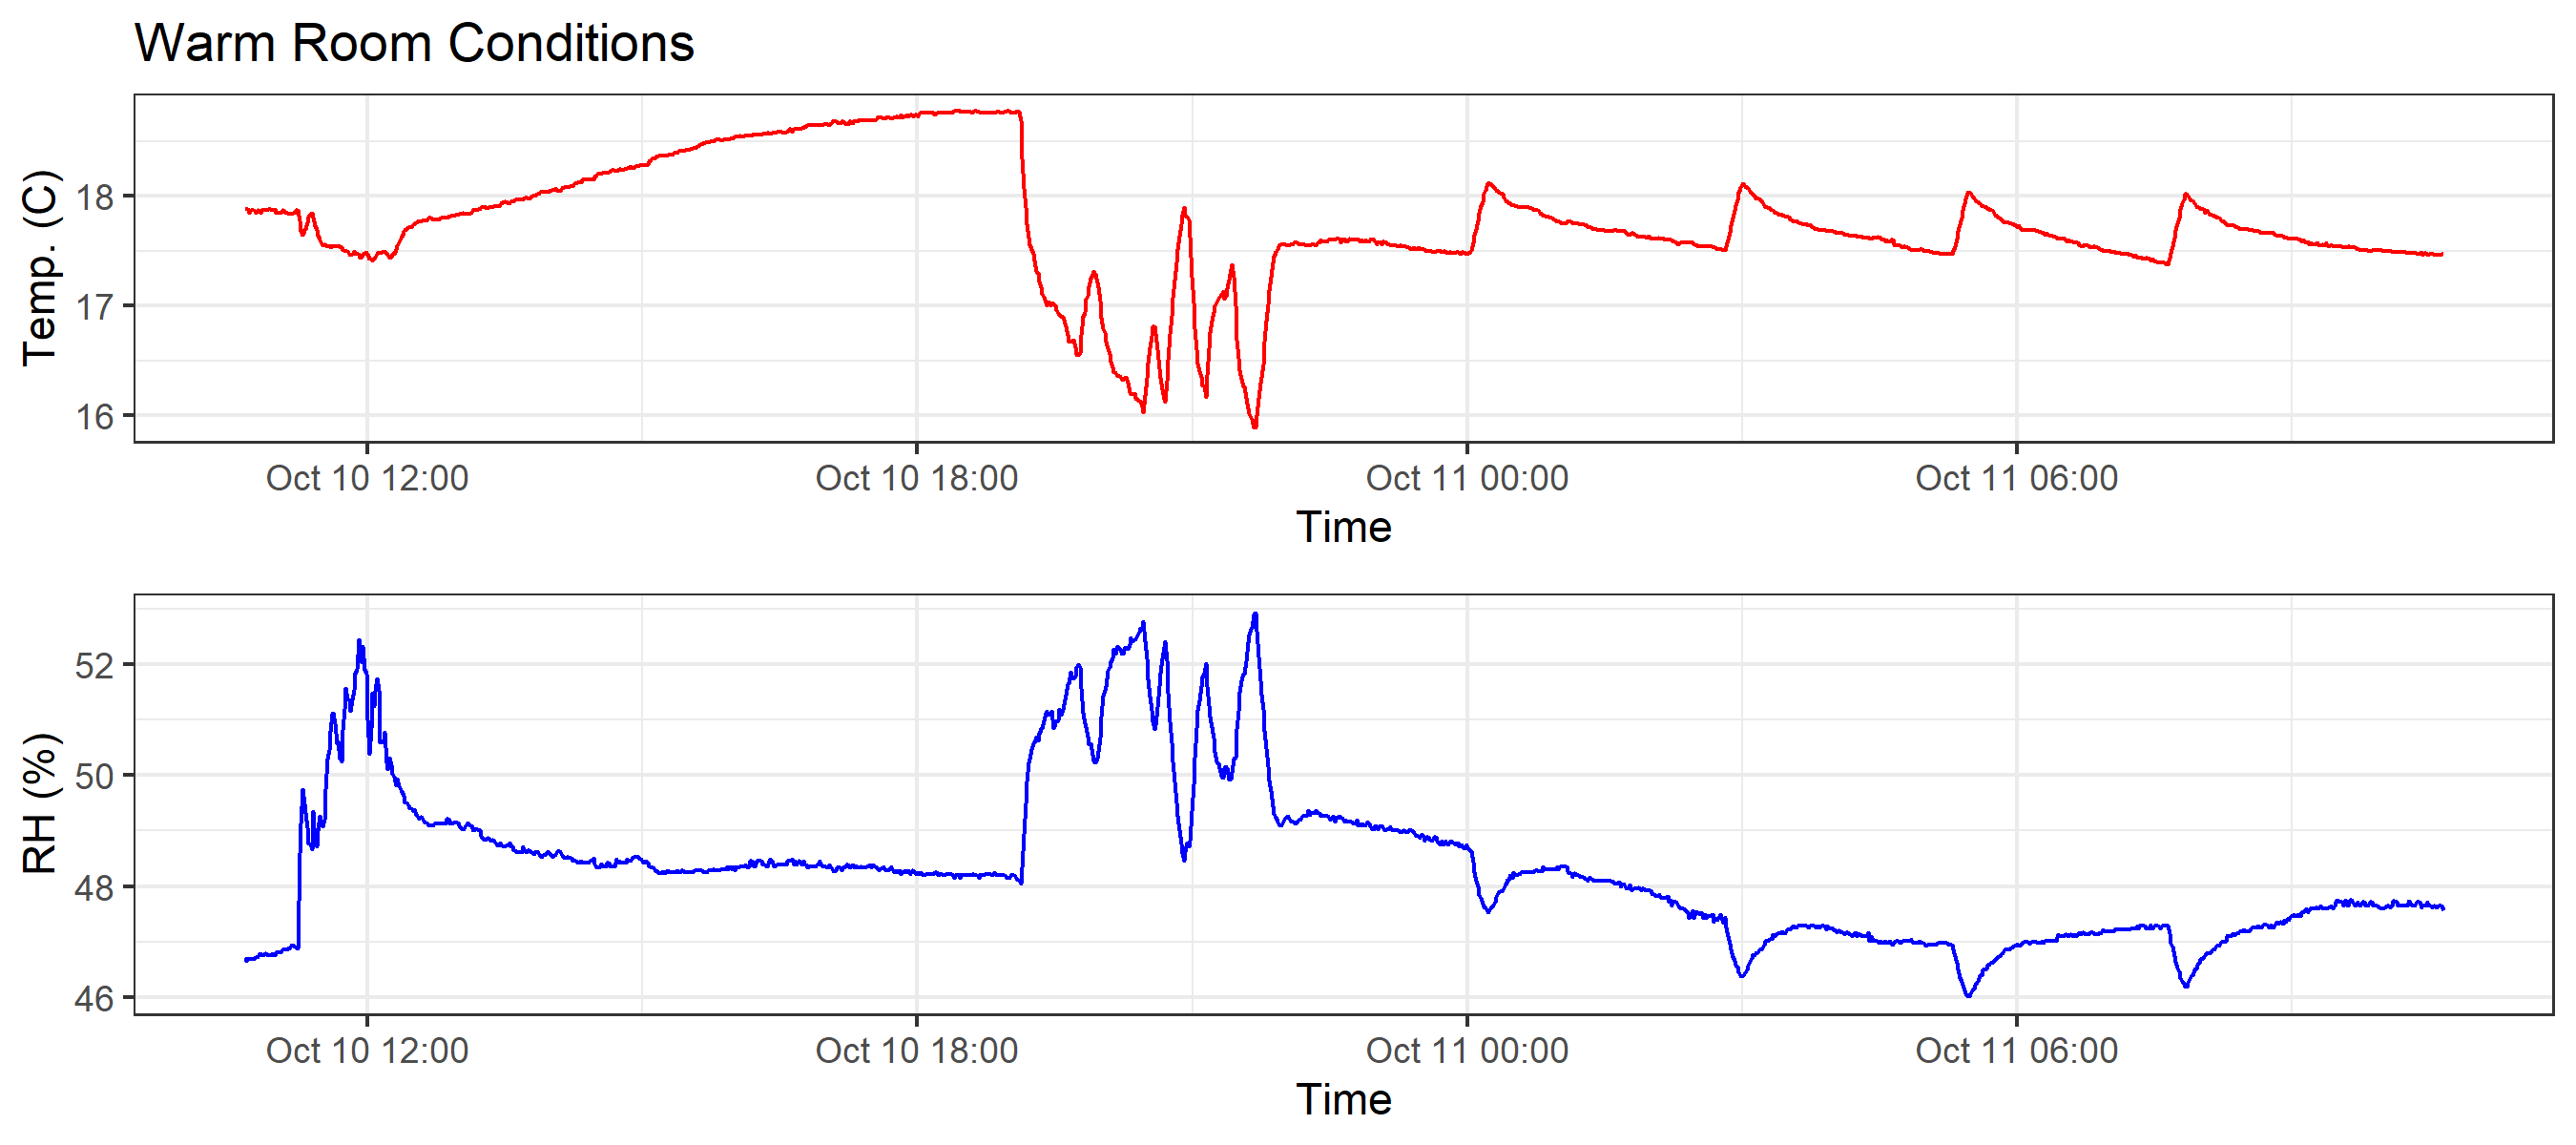 Warm Room Conditions
Temp. (C)
18
17
16
Oct 10 12:00 Oct 10 18:00 Oct 11 00:00 Oct 11 06:00
Time
RH (%)
52
50
48
46
Oct 10 12:00 Oct 10 18:00 Oct 11 00:00 Oct 11 06:00
Time